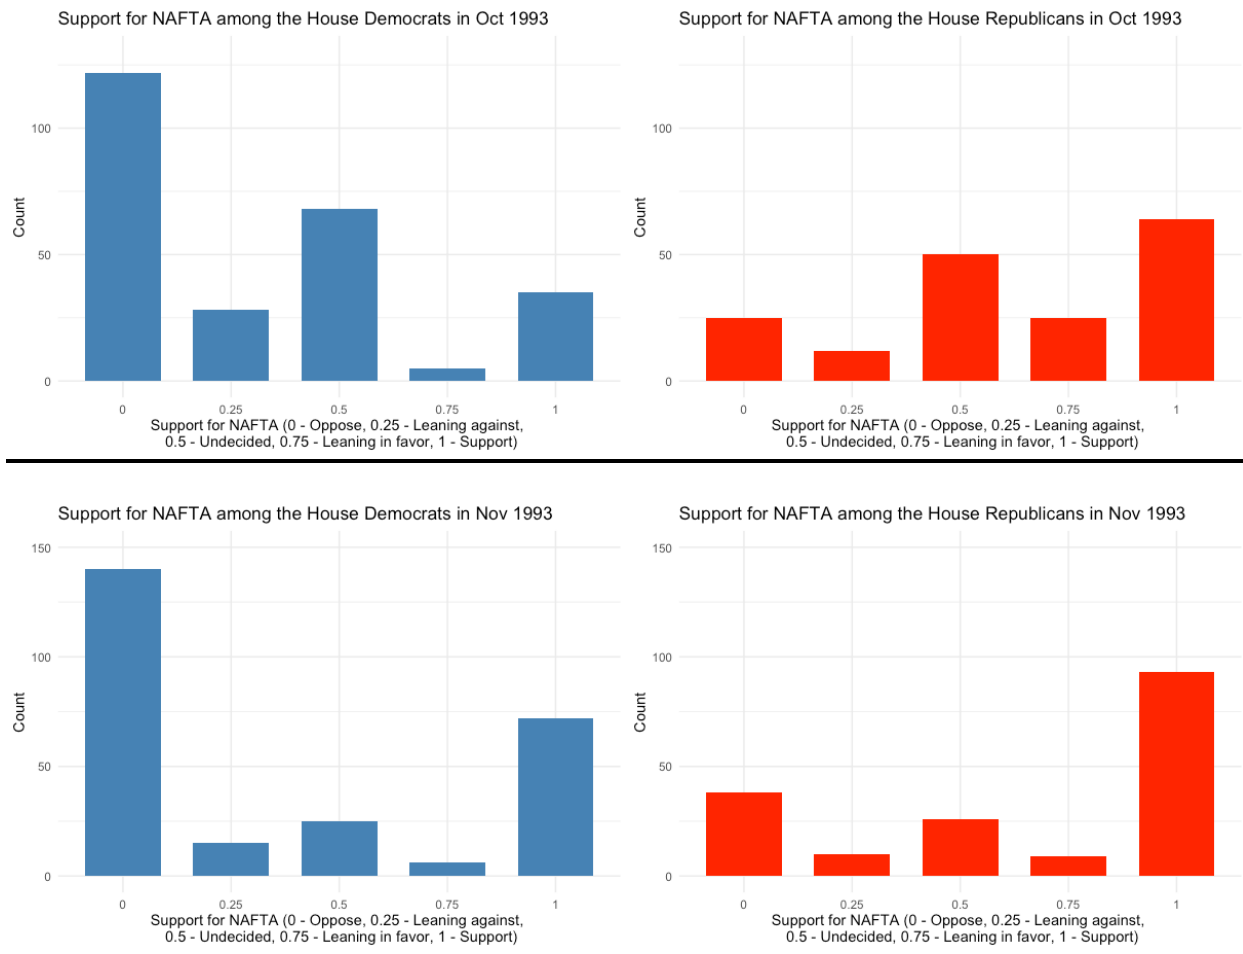 Support for NAFTA among the House Democrats in Oct 1993
100
50
0
Count
0 0.25 0.5 0.75 1
Support for NAFTA (0 - Oppose, 0.25 - Leaning against,
0.5 - Undecided, 0.75 - Leaning in favor, 1 - Support)
Support for NAFTA among the House Republicans in Oct 1993
100
50
0
Count
0 0.25 0.5 0.75 1
Support for NAFTA (0 - Oppose, 0.25 - Leaning against,
0.5 - Undecided, 0.75 - Leaning in favor, 1 - Support)
Support for NAFTA among the House Democrats in Nov 1993
150
100
50
0
Count
0 0.25 0.5 0.75 1
Support for NAFTA (0 - Oppose, 0.25 - Leaning against,
0.5 - Undecided, 0.75 - Leaning in favor, 1 - Support)
Support for NAFTA among the House Republicans in Nov 1993
150
100
50
0
Count
0 0.25 0.5 0.75 1
Support for NAFTA (0 - Oppose, 0.25 - Leaning against,
0.5 - Undecided, 0.75 - Leaning in favor, 1 - Support)